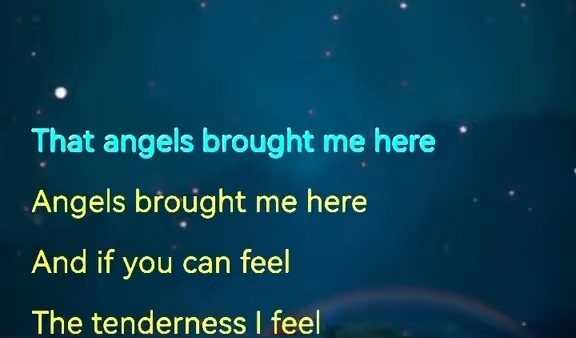 That angels brought me here
Angels brought me here
And if you can feel
The tenderness I feel